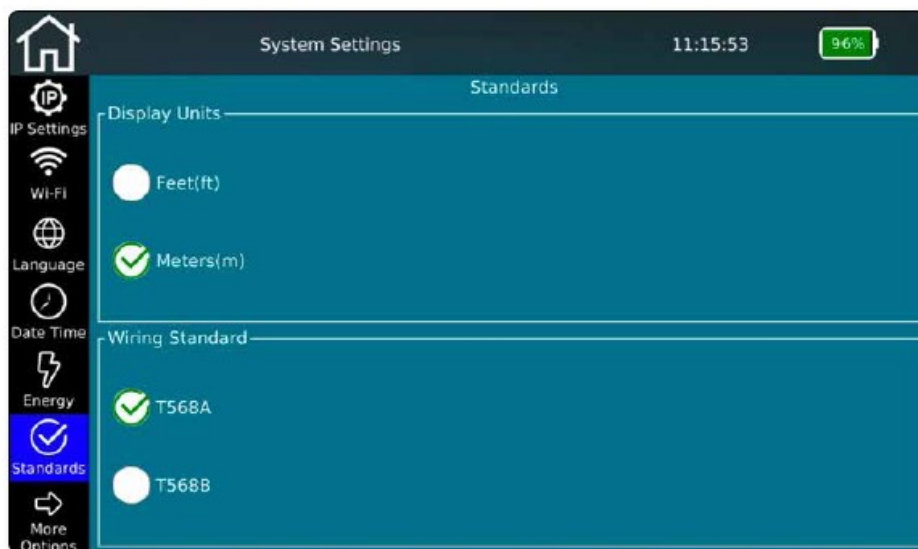 System Settings 11:15:53 96%
Standards
IP
IP Settings
Wi-Fi
Language
Date Time
Energy
Standards
More
Options
Display Units
Feet(ft)
Meters(m)
Wiring Standard
T568A
T568B